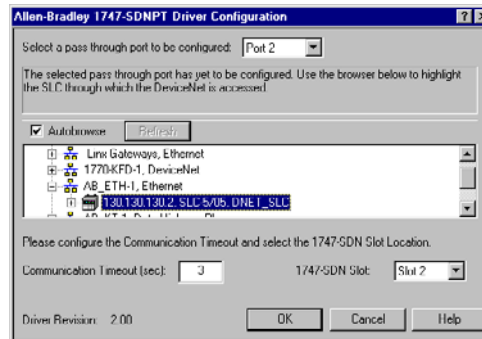 Allen-Bradley 1747-SDNPT Driver Configuration
Select a pass through port to be configured: Port 2
The selected pass through port has yet to be configured. Use the browser below to highlight
the SLC through which the DeviceNet is accessed.
Autobrowse Refresh
Linx Gateways, Ethernet
1770-KFD-1, DeviceNet
AB_ETH-1, Ethernet
130.130.130.2, SLC-5/05, DNET_SLC
Please configure the Communication Timeout and select the 1747-SDN Slot Location.
Communication Timeout (sec): 3 1747-SDN Slot: Slot 2
Driver Revision: 2.00 OK Cancel Help